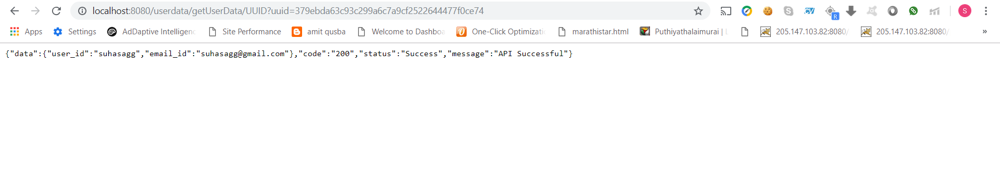 localhost:8080/userdata/getUserData/UUID?uuid=379ebda63c93c299a6c7a9cf2522644477f0ce74
CV
R
S
Apps Settings AdDaptive Intelligenc Site Performance amit qusba Welcome to Dashboa One-Click Optimizati marathistar.html Puthiyathalaimurai | L 205.147.103.82:8080/ 205.147.103.82:8080/ »
{"data":{"user_id":"suhasagg","email_id":"suhasagg@gmail.com"},"code":"200","status":"Success","message":"API Successful"}